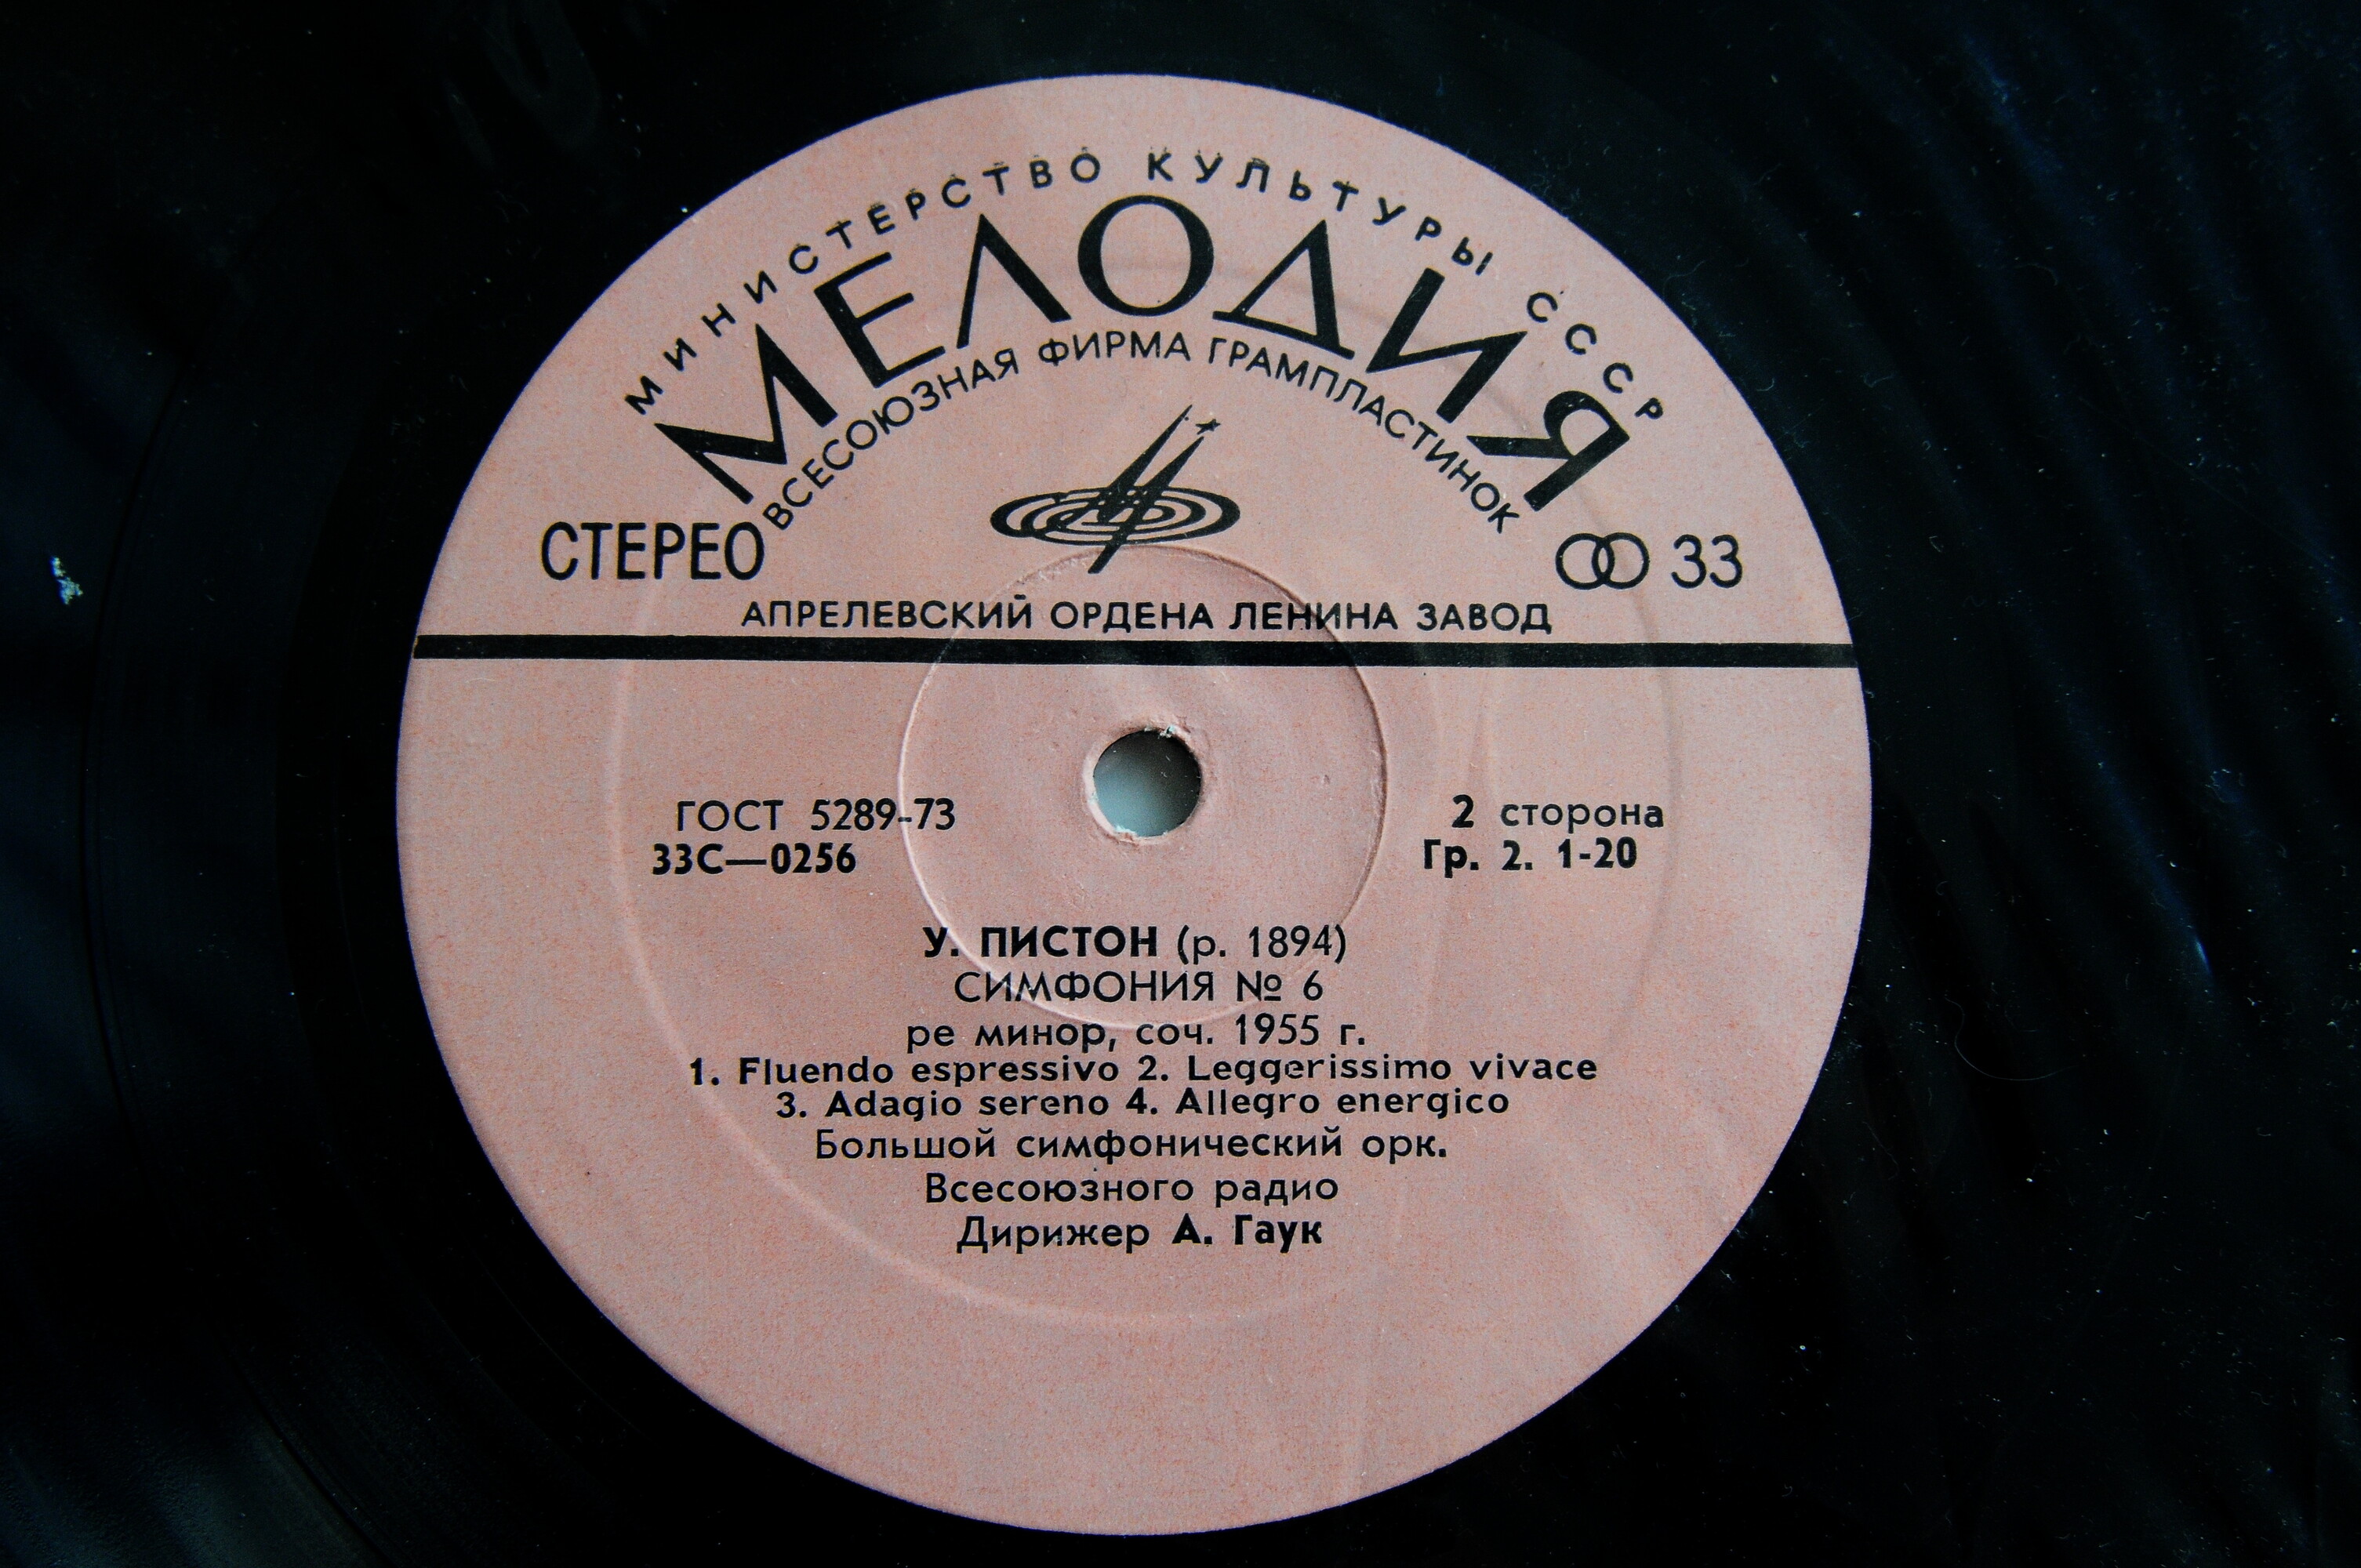 МИНИСТЕРСТВО КУЛЬТУРЫ СССР
МЕЛОДИЯ
ВСЕСОЮЗНАЯ ФИРМА ГРАМПЛАСТИНОК
СТЕРЕО
33
АПРЕЛЕВСКИЙ ОРДЕНА ЛЕНИНА ЗАВОД
ГОСТ 5289-73
33С—0256
2 сторона
Гр. 2. 1-20
У. ПИСТОН (р. 1894)
СИМФОНИЯ № 6
ре минор, соч. 1955 г.
1. Fluendo espressivo 2. Leggerissimo vivace
3. Adagio sereno 4. Allegro energico
Большой симфонический орк.
Всесоюзного радио
Дирижер А. Гаук